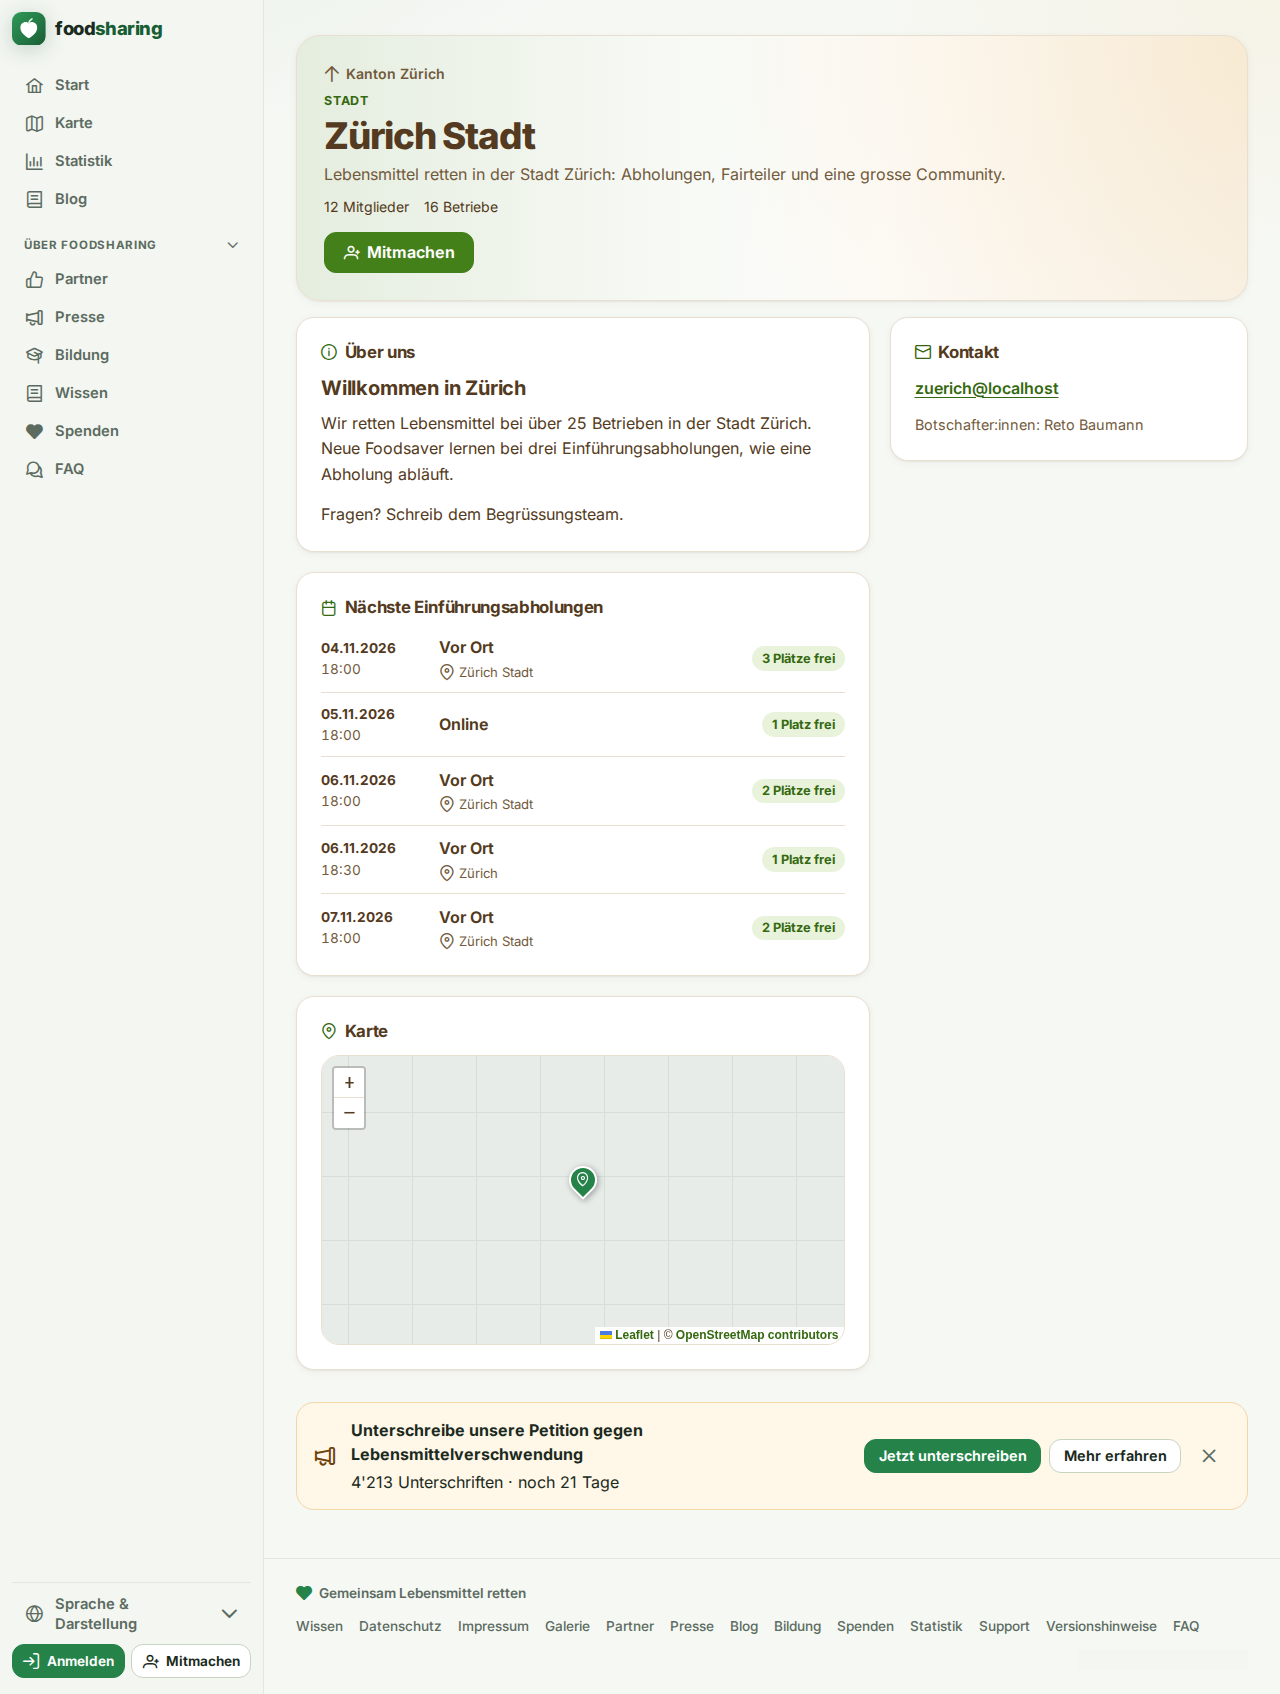 foodsharing
Start
Karte
Statistik
Blog
ÜBER FOODSHARING
Partner
Presse
Bildung
Wissen
Spenden
FAQ
Sprache &
Darstellung
Anmelden
Mitmachen
Kanton Zürich
STADT
Zürich Stadt
Lebensmittel retten in der Stadt Zürich: Abholungen, Fairteiler und eine grosse Community.
12 Mitglieder 16 Betriebe
Mitmachen
Über uns
Willkommen in Zürich
Wir retten Lebensmittel bei über 25 Betrieben in der Stadt Zürich.
Neue Foodsaver lernen bei drei Einführungsabholungen, wie eine
Abholung abläuft.
Fragen? Schreib dem Begrüssungsteam.
Kontakt
zuerich@localhost
Botschafter:innen: Reto Baumann
Nächste Einführungsabholungen
04.11.2026
18:00
Vor Ort
Zürich Stadt
3 Plätze frei
05.11.2026
18:00
Online
1 Platz frei
06.11.2026
18:00
Vor Ort
Zürich Stadt
2 Plätze frei
06.11.2026
18:30
Vor Ort
Zürich
1 Platz frei
07.11.2026
18:00
Vor Ort
Zürich Stadt
2 Plätze frei
Karte
+
−
Leaflet | © OpenStreetMap contributors
Unterschreibe unsere Petition gegen
Lebensmittelverschwendung
4'213 Unterschriften · noch 21 Tage
Jetzt unterschreiben
Mehr erfahren
Gemeinsam Lebensmittel retten
Wissen Datenschutz Impressum Galerie Partner Presse Blog Bildung Spenden Statistik Support Versionshinweise FAQ